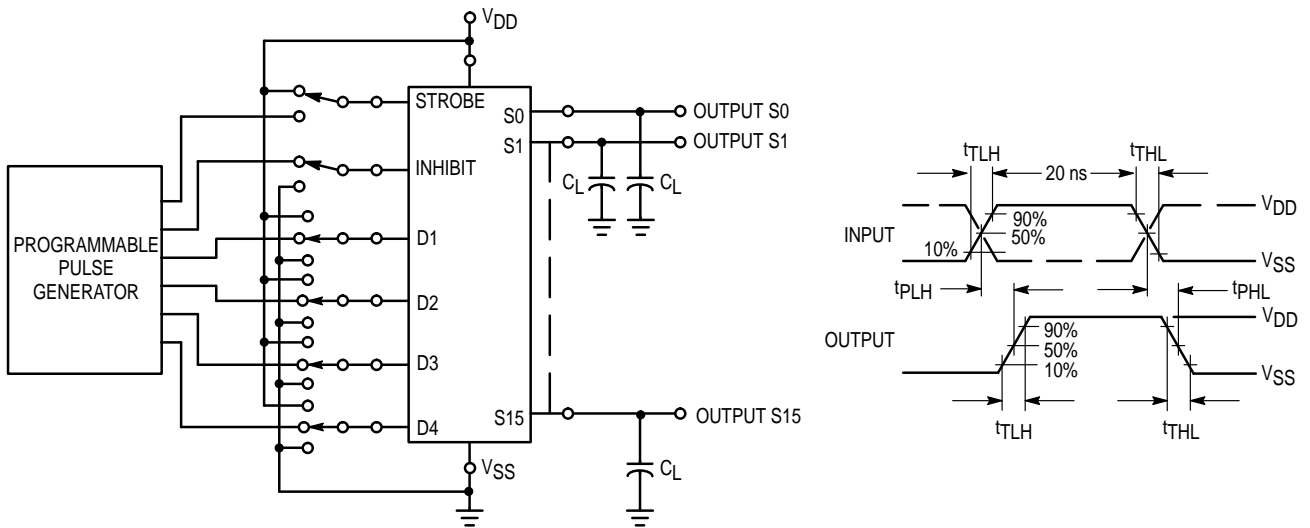 VDD
STROBE
S0
OUTPUT S0
S1
OUTPUT S1
INHIBIT
CL
CL
PROGRAMMABLE
PULSE
GENERATOR
D1
D2
D3
D4
S15
OUTPUT S15
VSS
CL
tTLH
tTHL
20 ns
INPUT
VDD
90%
50%
10%
VSS
tPLH
tPHL
OUTPUT
VDD
90%
50%
10%
VSS
tTLH
tTHL